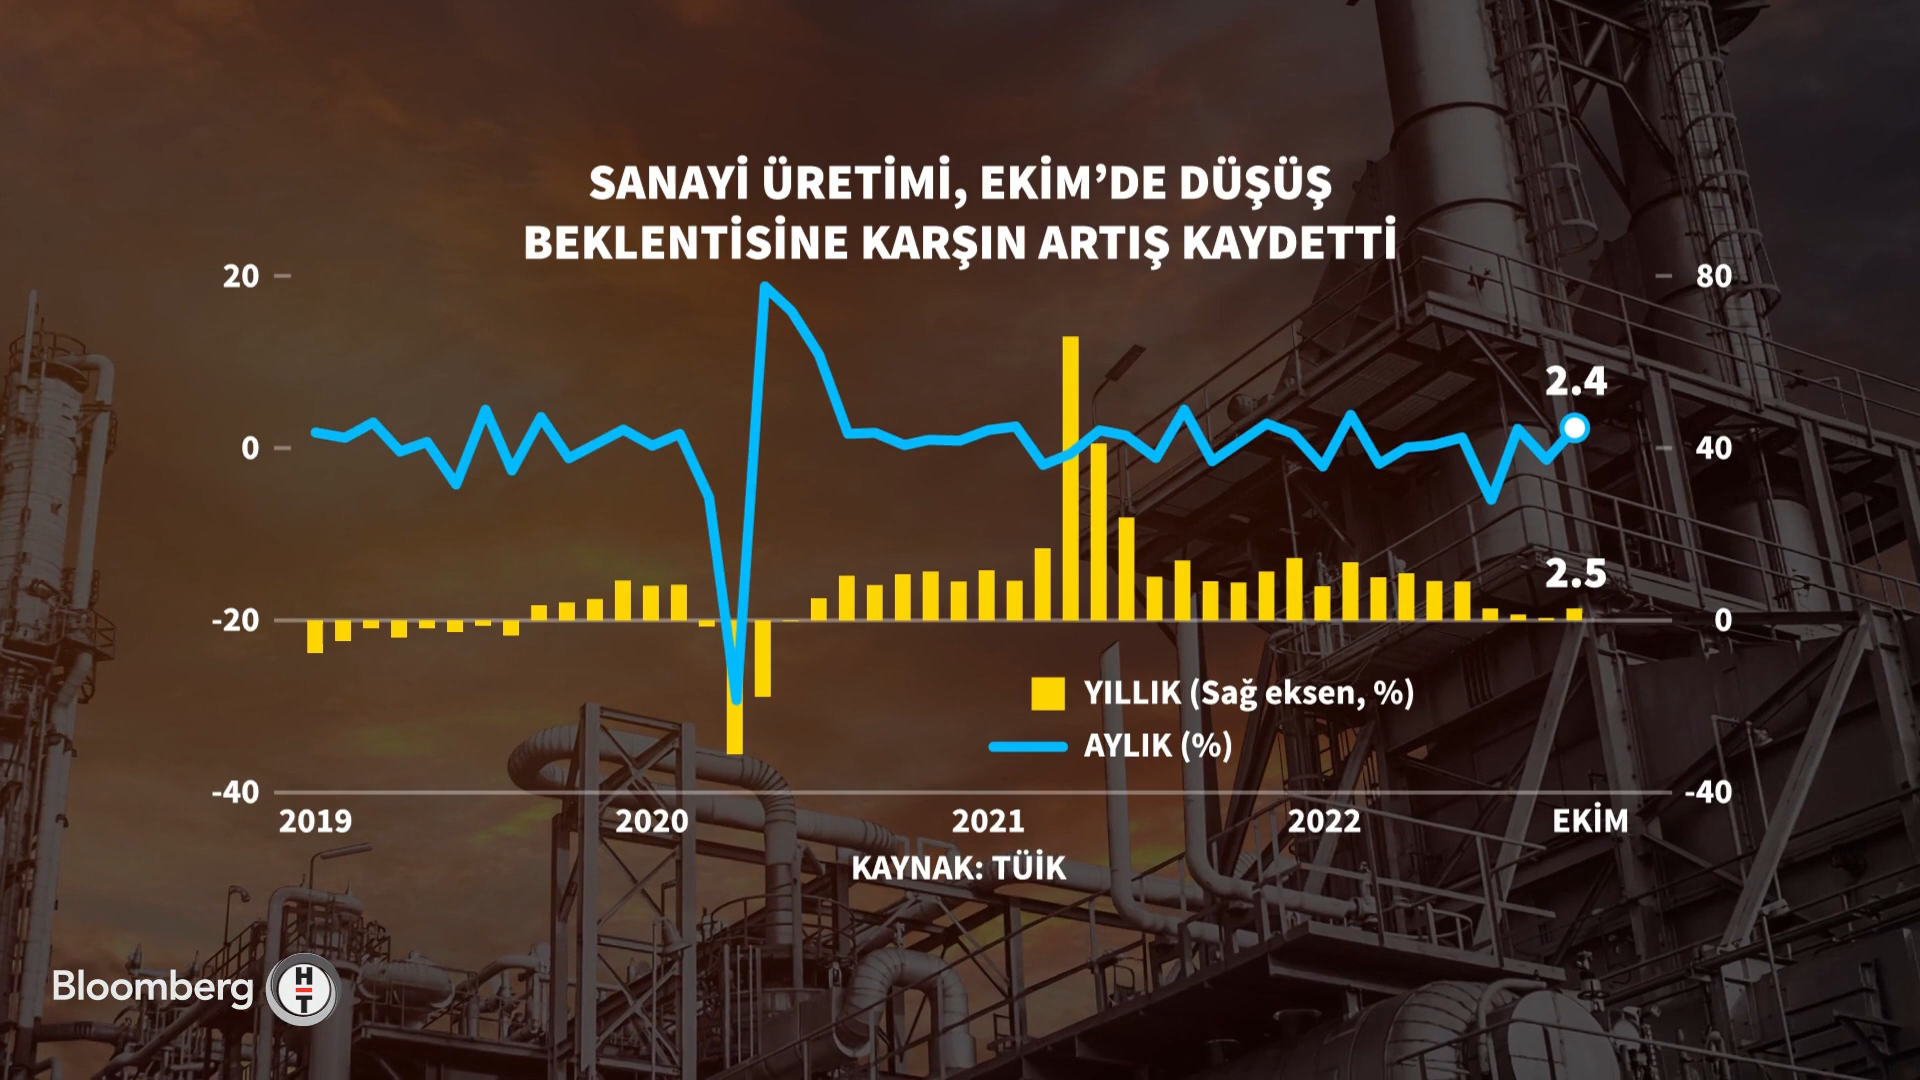 SANAYİ ÜRETİMİ, EKİM’DE DÜŞÜŞ
BEKLENTİSİNE KARŞIN ARTIŞ KAYDETTİ
20
80
2.4
0
40
2.5
-20
0
YILLIK (Sağ eksen, %)
AYLIK (%)
-40
-40
2019
2020
2021
2022
EKİM
KAYNAK: TÜİK
Bloomberg HT